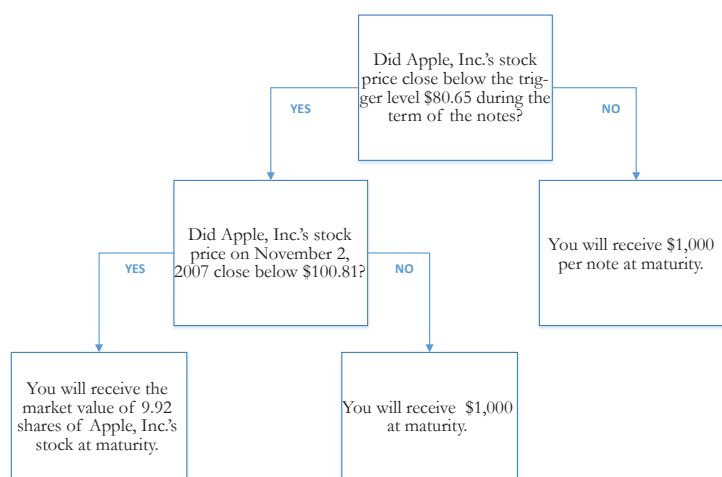 Did Apple, Inc.'s stock
price close below the trig-
ger level $80.65 during the
term of the notes?
YES
NO
Did Apple, Inc.'s stock
price on November 2,
2007 close below $100.81?
You will receive $1,000
per note at maturity.
YES
NO
You will receive the
market value of 9.92
shares of Apple, Inc.'s
stock at maturity.
You will receive $1,000
at maturity.